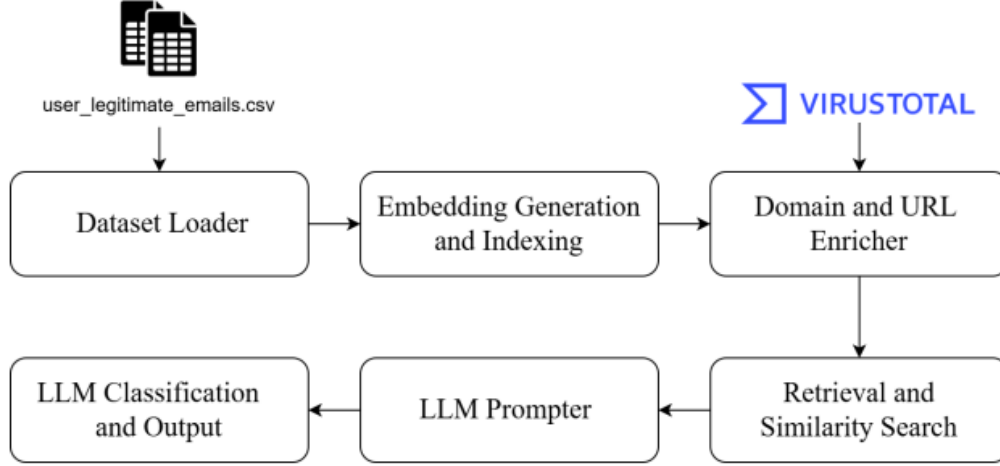 user_legitimate_emails.csv
VIRUSTOTAL
Dataset Loader
Embedding Generation
and Indexing
Domain and URL
Enricher
LLM Classification
and Output
LLM Prompter
Retrieval and
Similarity Search